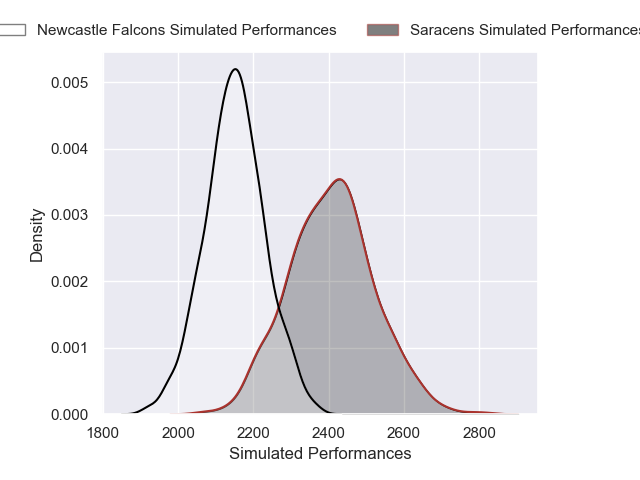 Newcastle Falcons Simulated Performances
Saracens Simulated Performances
0.005
0.004
0.003
0.002
0.001
0.000
Density
1800 2000 2200 2400 2600 2800
Simulated Performances